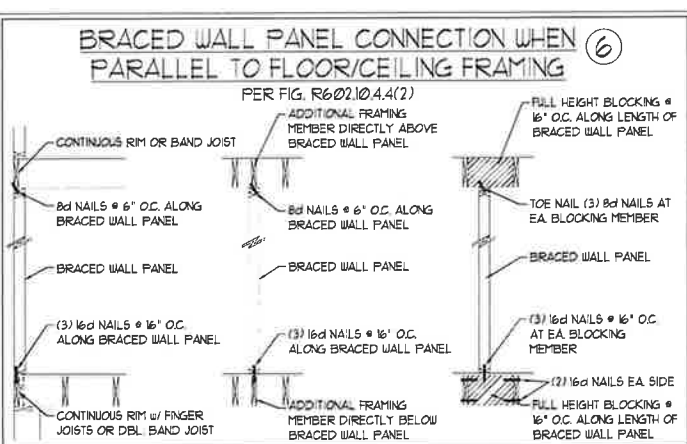 BRACED WALL PANEL CONNECTION WHEN
PARALLEL TO FLOOR/CEILING FRAMING
6
PER FIG. R602.10.4.4(2)
CONTINUOUS RIM OR BAND JOIST
8d NAILS @ 6" O.C. ALONG
BRACED WALL PANEL
BRACED WALL PANEL
(3) 16d NAILS @ 16" O.C.
ALONG BRACED WALL PANEL
CONTINUOUS RIM w/ FINGER
JOISTS OR DBL. BAND JOIST
ADDITIONAL FRAMING
MEMBER DIRECTLY ABOVE
BRACED WALL PANEL
8d NAILS @ 6" O.C. ALONG
BRACED WALL PANEL
BRACED WALL PANEL
(3) 16d NAILS @ 16" O.C.
ALONG BRACED WALL PANEL
ADDITIONAL FRAMING
MEMBER DIRECTLY BELOW
BRACED WALL PANEL
FULL HEIGHT BLOCKING @
16" O.C. ALONG LENGTH OF
BRACED WALL PANEL
TOE NAIL (3) 8d NAILS AT
EA. BLOCKING MEMBER
BRACED WALL PANEL
(3) 16d NAILS @ 16" O.C.
AT EA. BLOCKING
MEMBER
(2) 16d NAILS EA. SIDE
FULL HEIGHT BLOCKING @
16" O.C. ALONG LENGTH OF
BRACED WALL PANEL